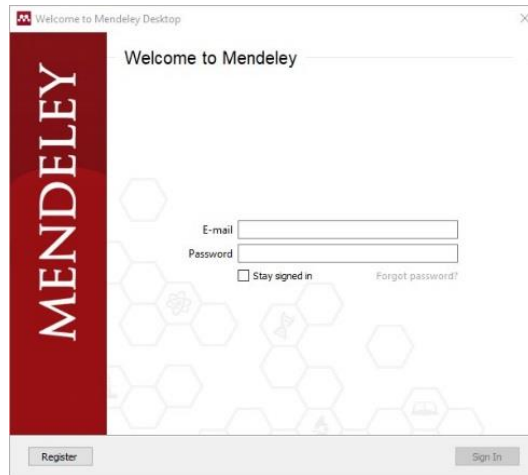 Welcome to Mendeley Desktop
Welcome to Mendeley
MENDELEY
E-mail
Password
Stay signed in Forgot password?
Register Sign In